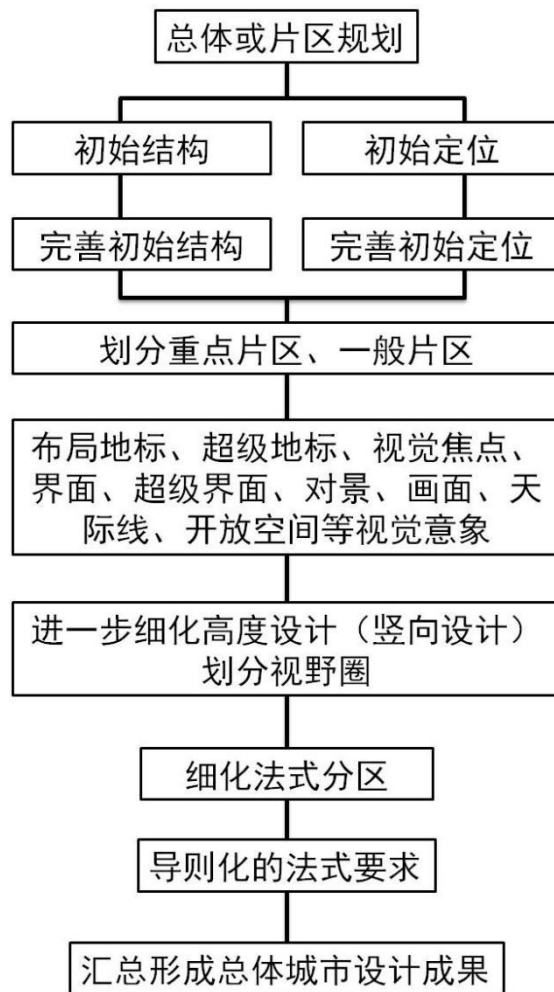 总体或片区规划
初始结构
初始定位
完善初始结构
完善初始定位
划分重点片区、一般片区
布局地标、超级地标、视觉焦点、
界面、超级界面、对景、画面、天
际线、开放空间等视觉意象
进一步细化高度设计（竖向设计）
划分视野圈
细化法式分区
导则化的法式要求
汇总形成总体城市设计成果